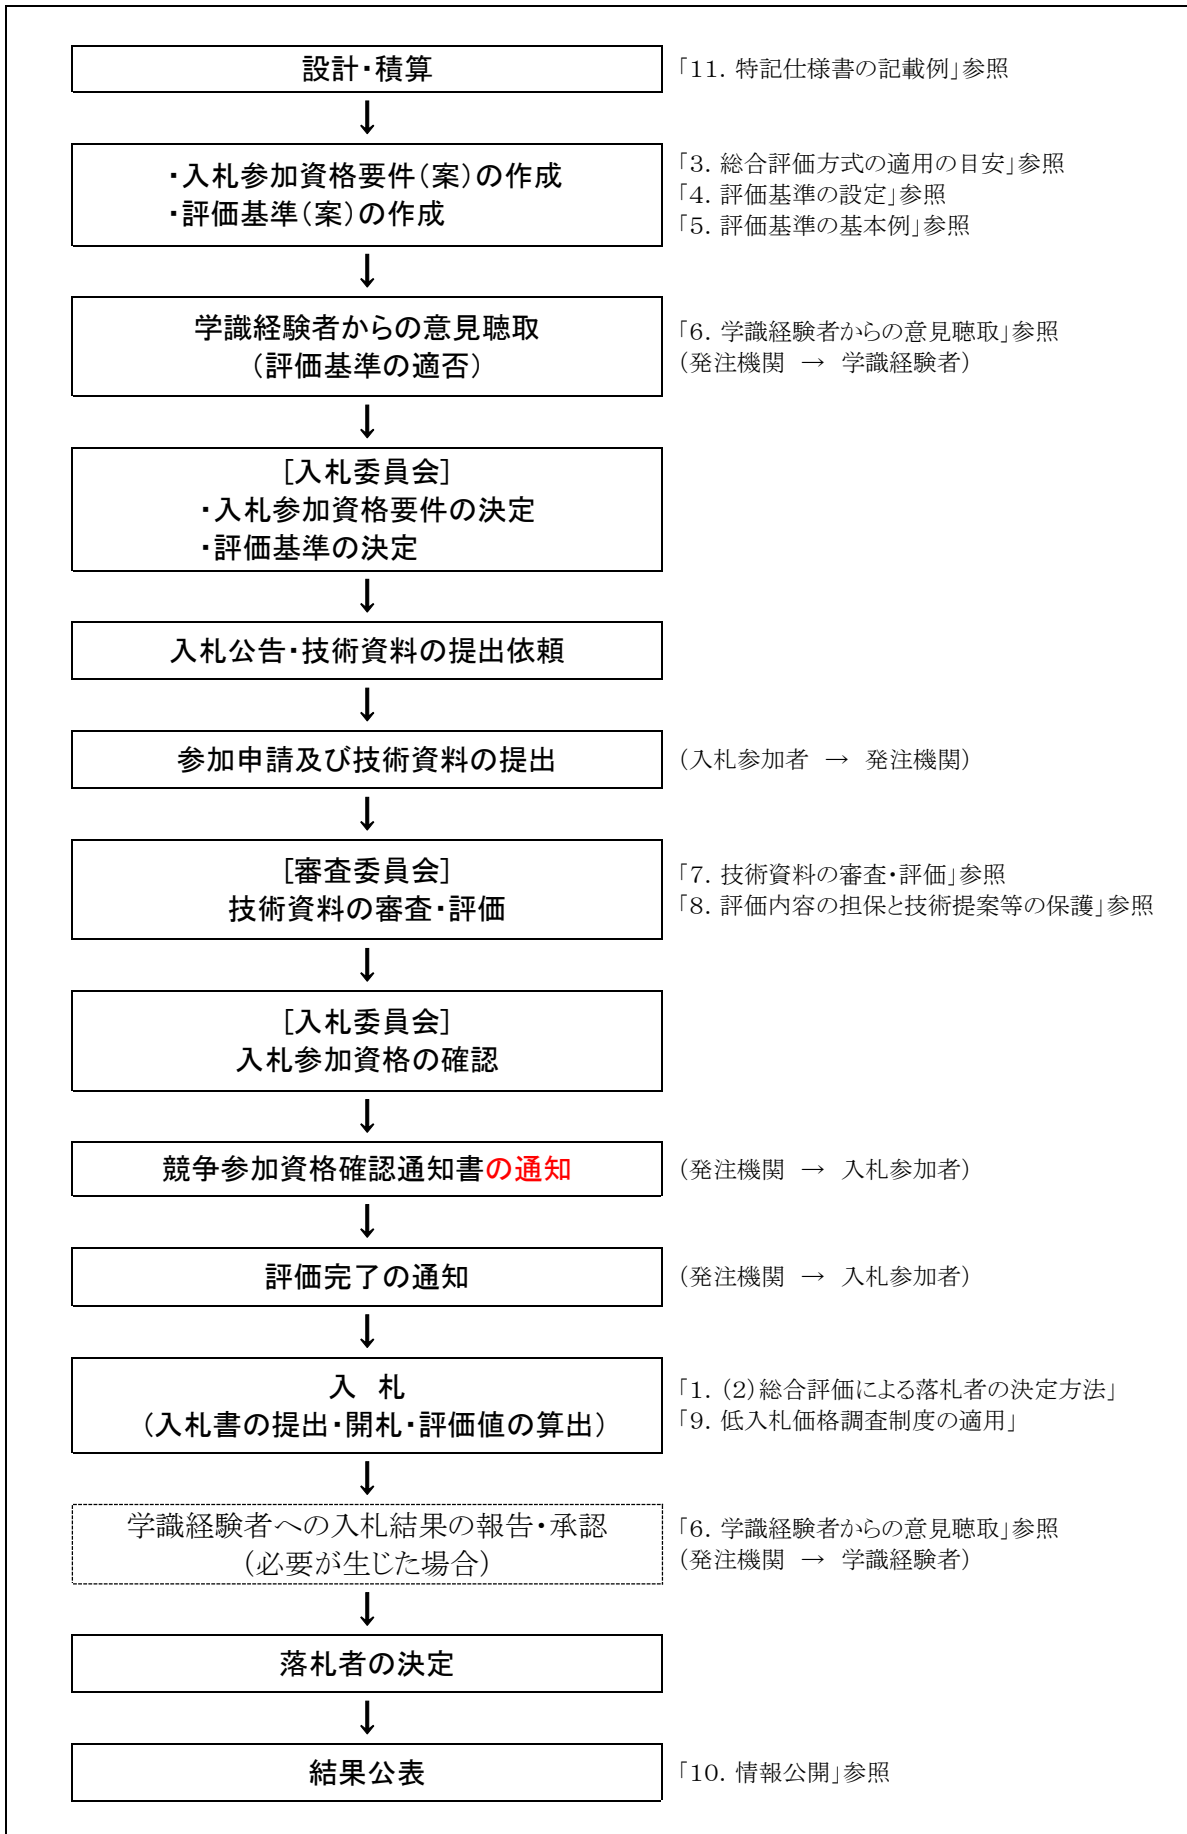 設計・積算
「11. 特記仕様書の記載例」参照
・入札参加資格要件（案）の作成
・評価基準（案）の作成
「3. 総合評価方式の適用の目安」参照
「4. 評価基準の設定」参照
「5. 評価基準の基本例」参照
学識経験者からの意見聴取
（評価基準の適否）
「6. 学識経験者からの意見聴取」参照
（発注機関 → 学識経験者）
[入札委員会]
・入札参加資格要件の決定
・評価基準の決定
入札公告・技術資料の提出依頼
参加申請及び技術資料の提出
（入札参加者 → 発注機関）
[審査委員会]
技術資料の審査・評価
「7. 技術資料の審査・評価」参照
「8. 評価内容の担保と技術提案等の保護」参照
[入札委員会]
入札参加資格の確認
競争参加資格確認通知書の通知
（発注機関 → 入札参加者）
評価完了の通知
（発注機関 → 入札参加者）
入 札
（入札書の提出・開札・評価値の算出）
「1. （2）総合評価による落札者の決定方法」
「9. 低入札価格調査制度の適用」
学識経験者への入札結果の報告・承認
（必要が生じた場合）
「6. 学識経験者からの意見聴取」参照
（発注機関 → 学識経験者）
落札者の決定
結果公表
「10. 情報公開」参照